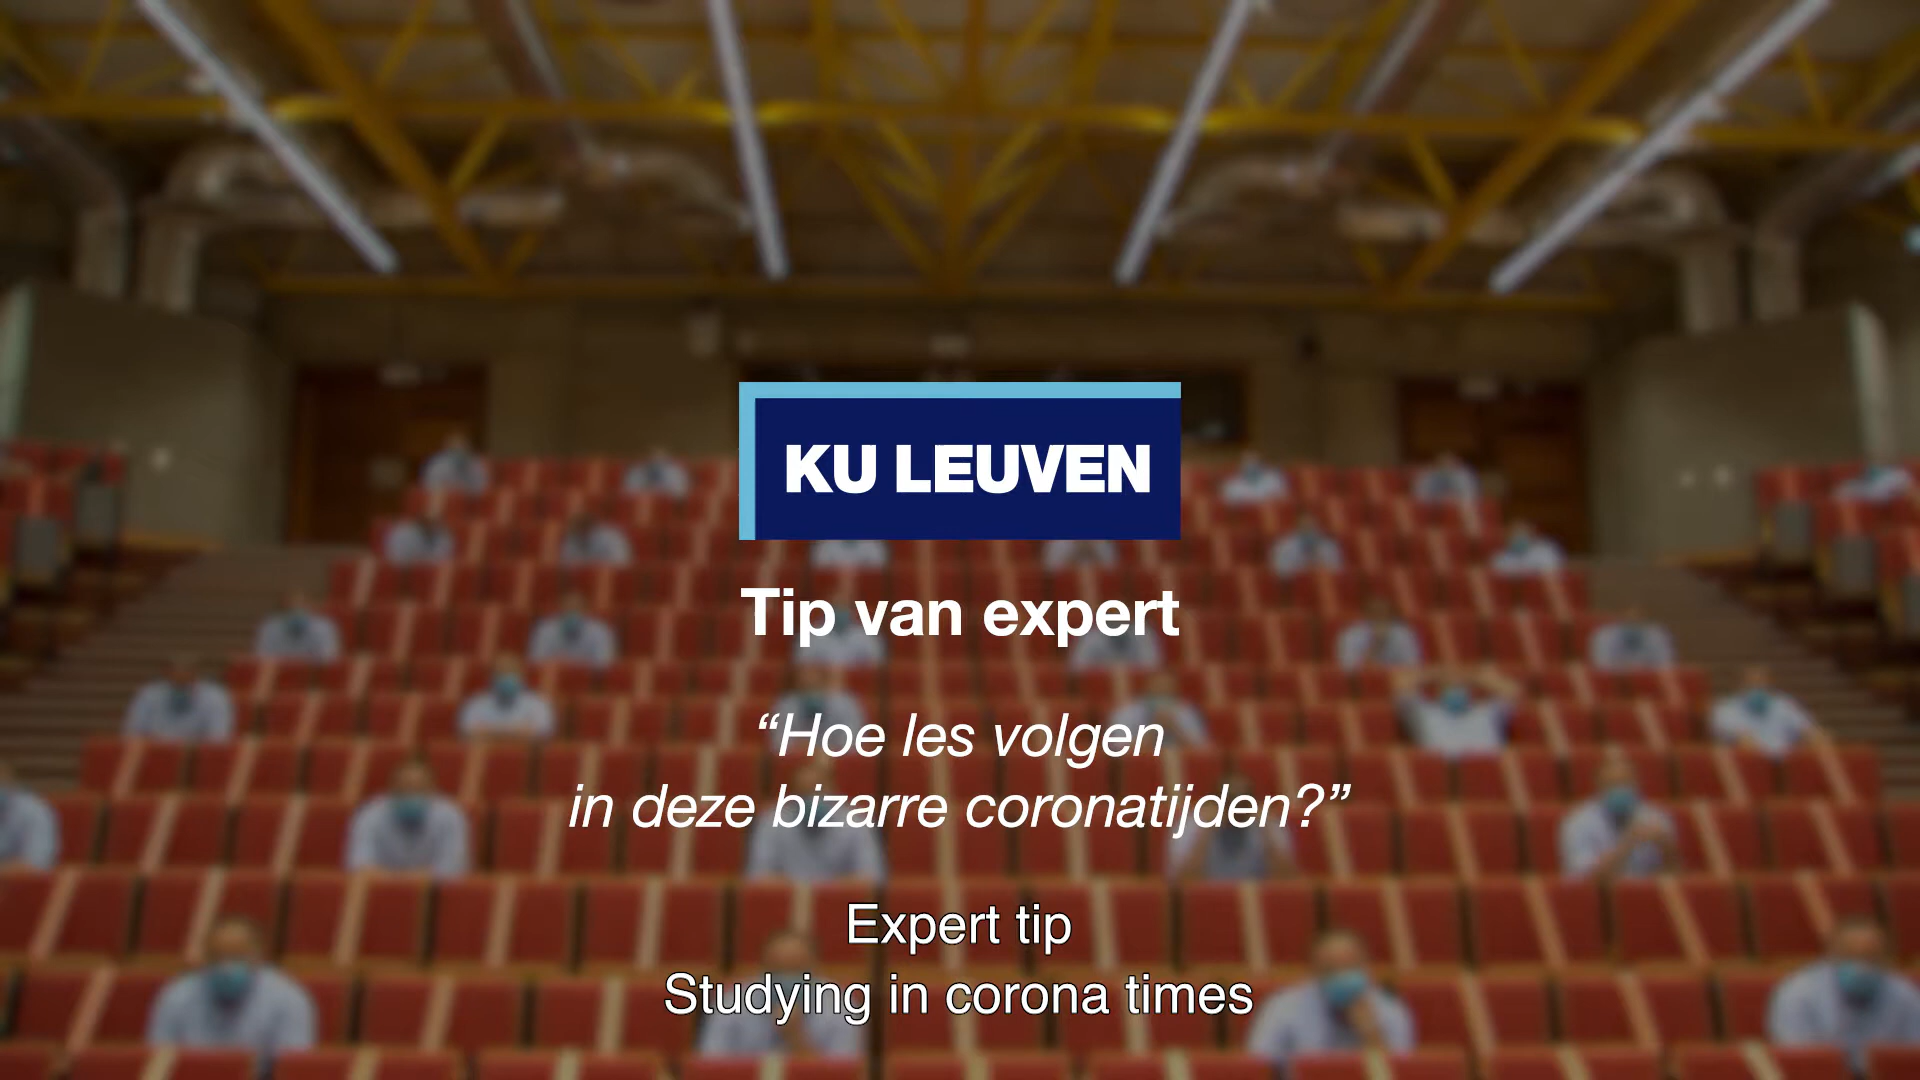 KU LEUVEN
Tip van expert
“Hoe les volgen
in deze bizarre coronatijden?”
Expert tip
Studying in corona times